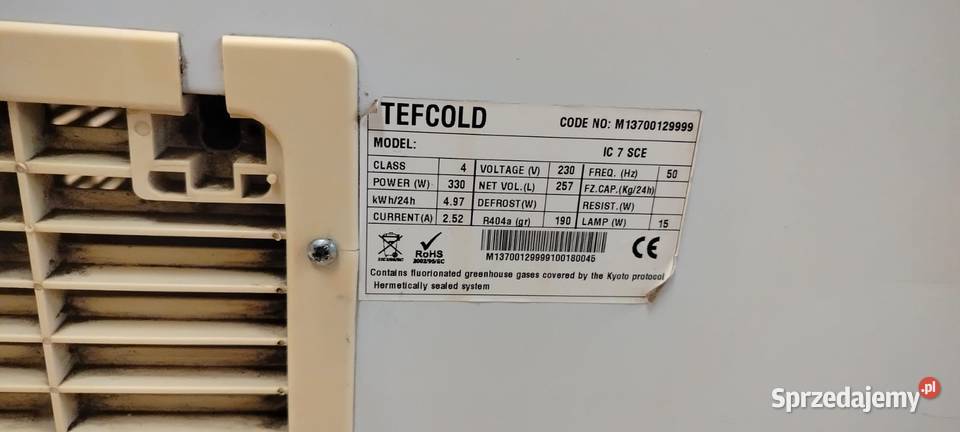 TEFCOLD CODE NO: M13700129999
MODEL: IC 7 SCE
CLASS 4 VOLTAGE (V) 230 FREQ. (Hz) 50
POWER (W) 330 NET VOL.(L) 257 FZ.CAP.(Kg/24h)
kWh/24h 4.97 DEFROST(W) RESIST.(W)
CURRENT(A) 2.52 R404a (gr) 190 LAMP (W) 15
RoHS
2002/95/EC
CE
M13700129999100180045
Contains fluorionated greenhouse gases covered by the Kyoto protocol
Hermetically sealed system
Sprzedajemy.pl